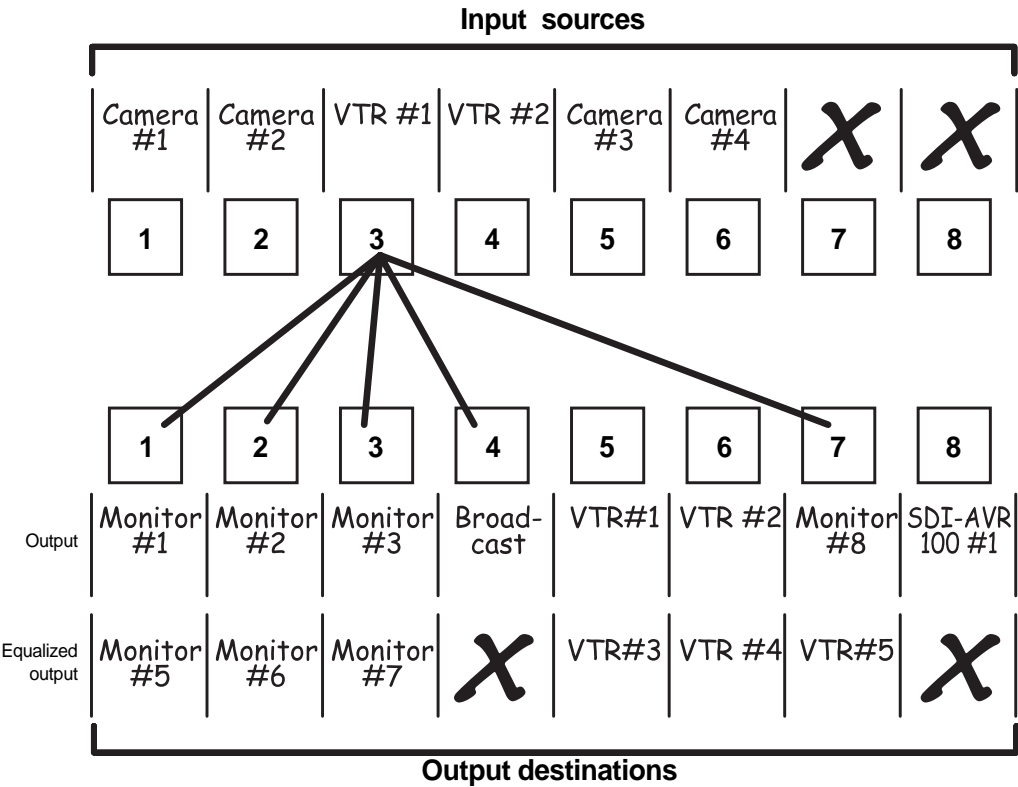 Input sources
Camera #1
Camera #2
VTR #1
VTR #2
Camera #3
Camera #4
X
X
1 2 3 4 5 6 7 8
1 2 3 4 5 6 7 8
Output
Monitor #1
Monitor #2
Monitor #3
Broad-
cast
VTR#1
VTR #2
Monitor #8
SDI-AVR
100 #1
Equalized
output
Monitor #5
Monitor #6
Monitor #7
X
VTR#3
VTR #4
VTR#5
X
Output destinations